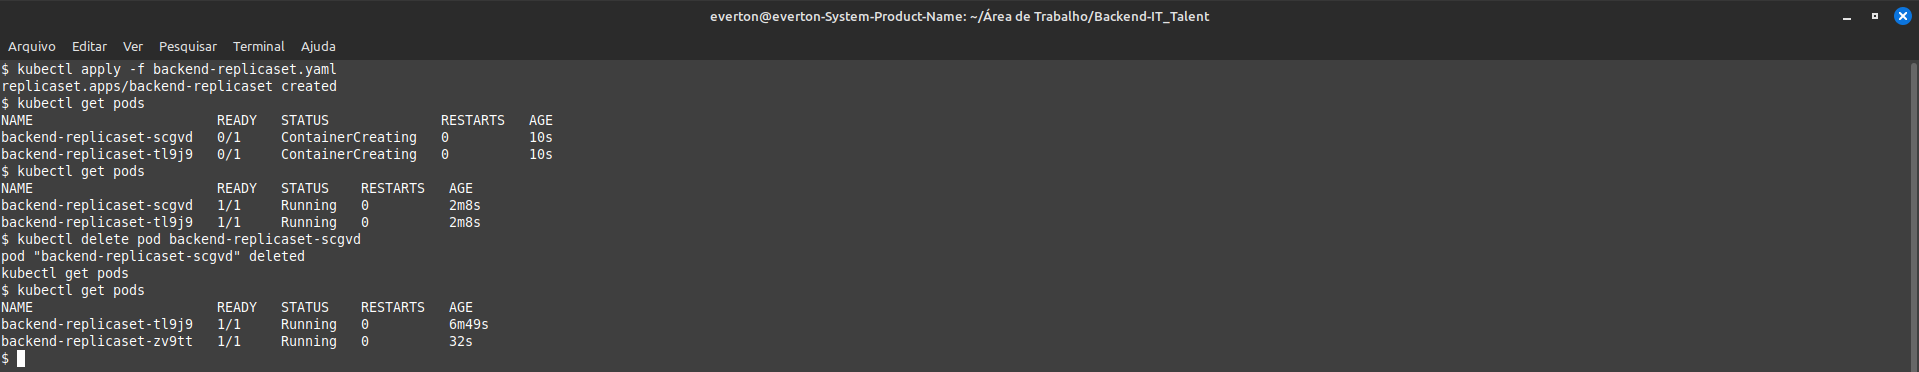 everton@everton-System-Product-Name: ~/Área de Trabalho/Backend-IT_Talent
Arquivo Editar Ver Pesquisar Terminal Ajuda
$ kubectl apply -f backend-replicaset.yaml
replicaset.apps/backend-replicaset created
$ kubectl get pods
NAME                       READY   STATUS              RESTARTS   AGE
backend-replicaset-scgvd   0/1     ContainerCreating   0          10s
backend-replicaset-tl9j9   0/1     ContainerCreating   0          10s
$ kubectl get pods
NAME                       READY   STATUS    RESTARTS   AGE
backend-replicaset-scgvd   1/1     Running   0          2m8s
backend-replicaset-tl9j9   1/1     Running   0          2m8s
$ kubectl delete pod backend-replicaset-scgvd
pod "backend-replicaset-scgvd" deleted
kubectl get pods
$ kubectl get pods
NAME                       READY   STATUS    RESTARTS   AGE
backend-replicaset-tl9j9   1/1     Running   0          6m49s
backend-replicaset-zv9tt   1/1     Running   0          32s
$